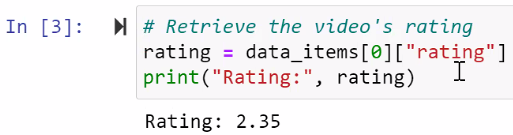 In [3]:
# Retrieve the video's rating
rating = data_items[0]["rating"]
print("Rating:", rating)
Rating: 2.35